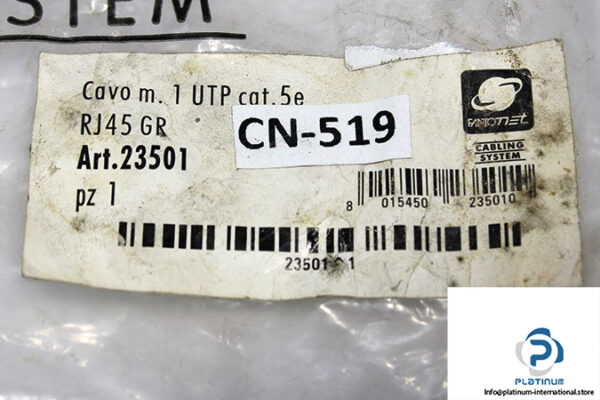 STEM
Cavo m. 1 UTP cat.5e
RJ45 GR
CN-519
Art.23501
pz 1
FANTONNET
CABLING
SYSTEM
8 015450 235010
23501 1
P
PLATINUM
info@platinum-international.store